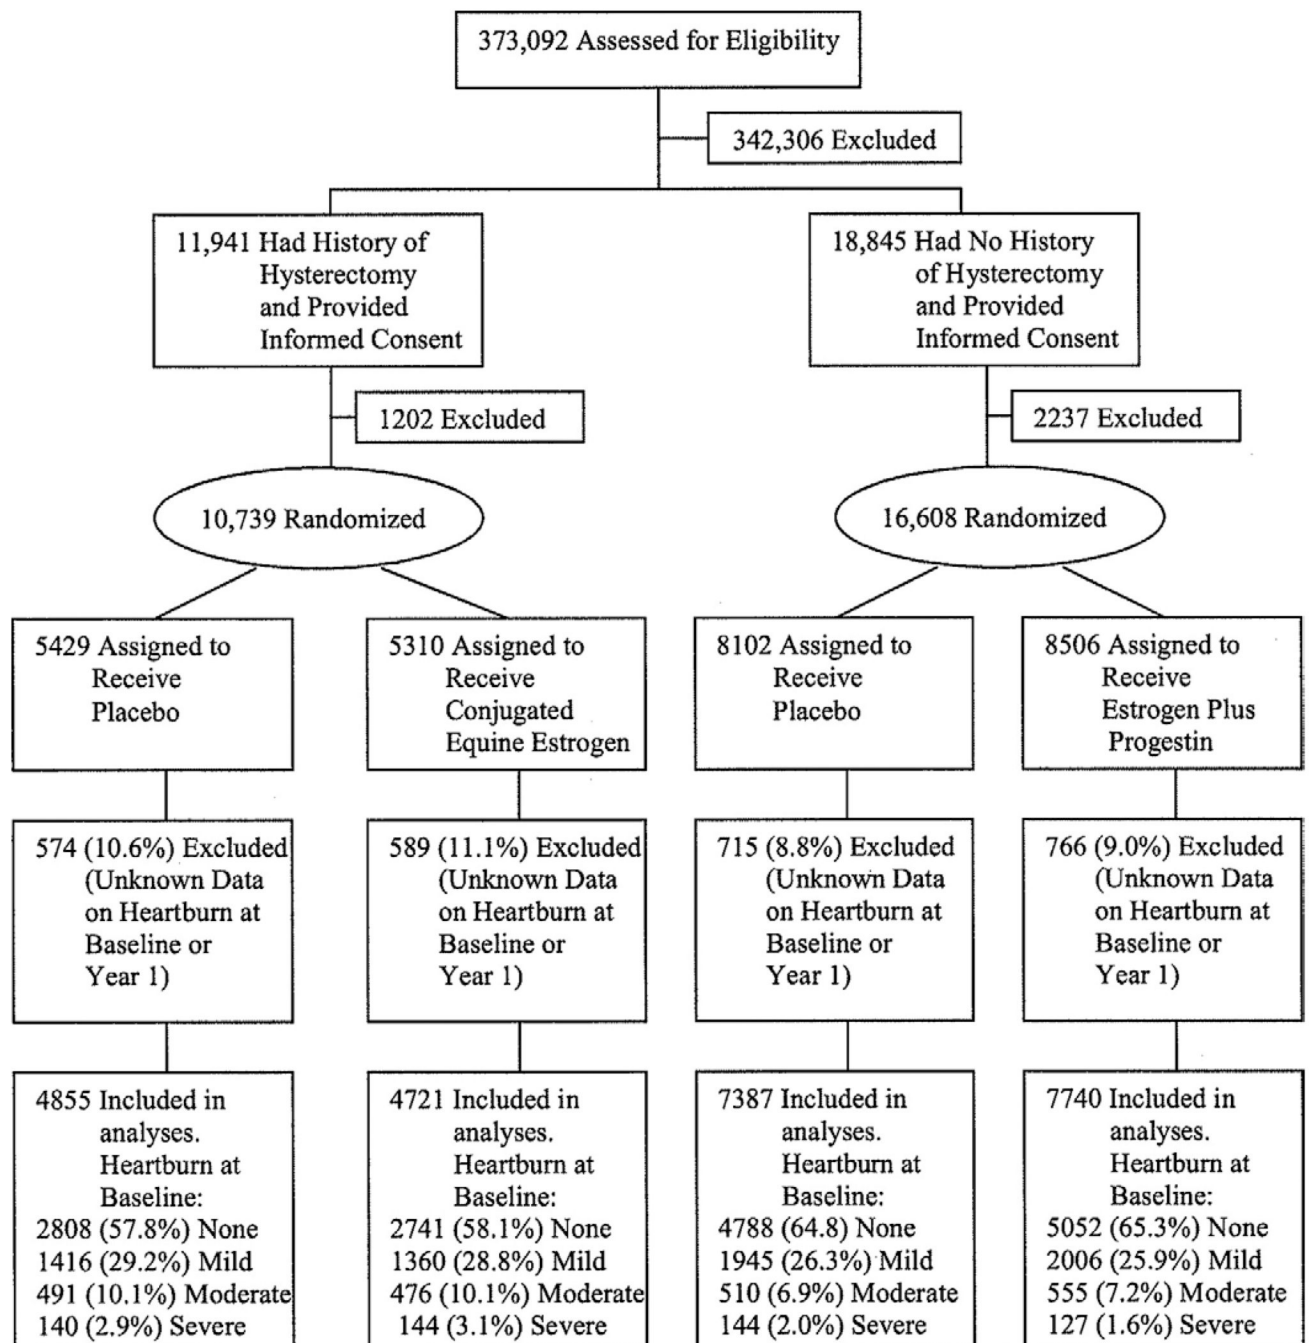 373,092 Assessed for Eligibility
342,306 Excluded
11,941 Had History of
Hysterectomy
and Provided
Informed Consent
18,845 Had No History
of Hysterectomy
and Provided
Informed Consent
1202 Excluded
2237 Excluded
10,739 Randomized
16,608 Randomized
5429 Assigned to
Receive
Placebo
5310 Assigned to
Receive
Conjugated
Equine Estrogen
8102 Assigned to
Receive
Placebo
8506 Assigned to
Receive
Estrogen Plus
Progestin
574 (10.6%) Excluded
(Unknown Data
on Heartburn at
Baseline or
Year 1)
589 (11.1%) Excluded
(Unknown Data
on Heartburn at
Baseline or
Year 1)
715 (8.8%) Excluded
(Unknown Data
on Heartburn at
Baseline or
Year 1)
766 (9.0%) Excluded
(Unknown Data
on Heartburn at
Baseline or
Year 1)
4855 Included in
analyses.
Heartburn at
Baseline:
2808 (57.8%) None
1416 (29.2%) Mild
491 (10.1%) Moderate
140 (2.9%) Severe
4721 Included in
analyses.
Heartburn at
Baseline:
2741 (58.1%) None
1360 (28.8%) Mild
476 (10.1%) Moderate
144 (3.1%) Severe
7387 Included in
analyses.
Heartburn at
Baseline:
4788 (64.8) None
1945 (26.3%) Mild
510 (6.9%) Moderate
144 (2.0%) Severe
7740 Included in
analyses.
Heartburn at
Baseline:
5052 (65.3%) None
2006 (25.9%) Mild
555 (7.2%) Moderate
127 (1.6%) Severe